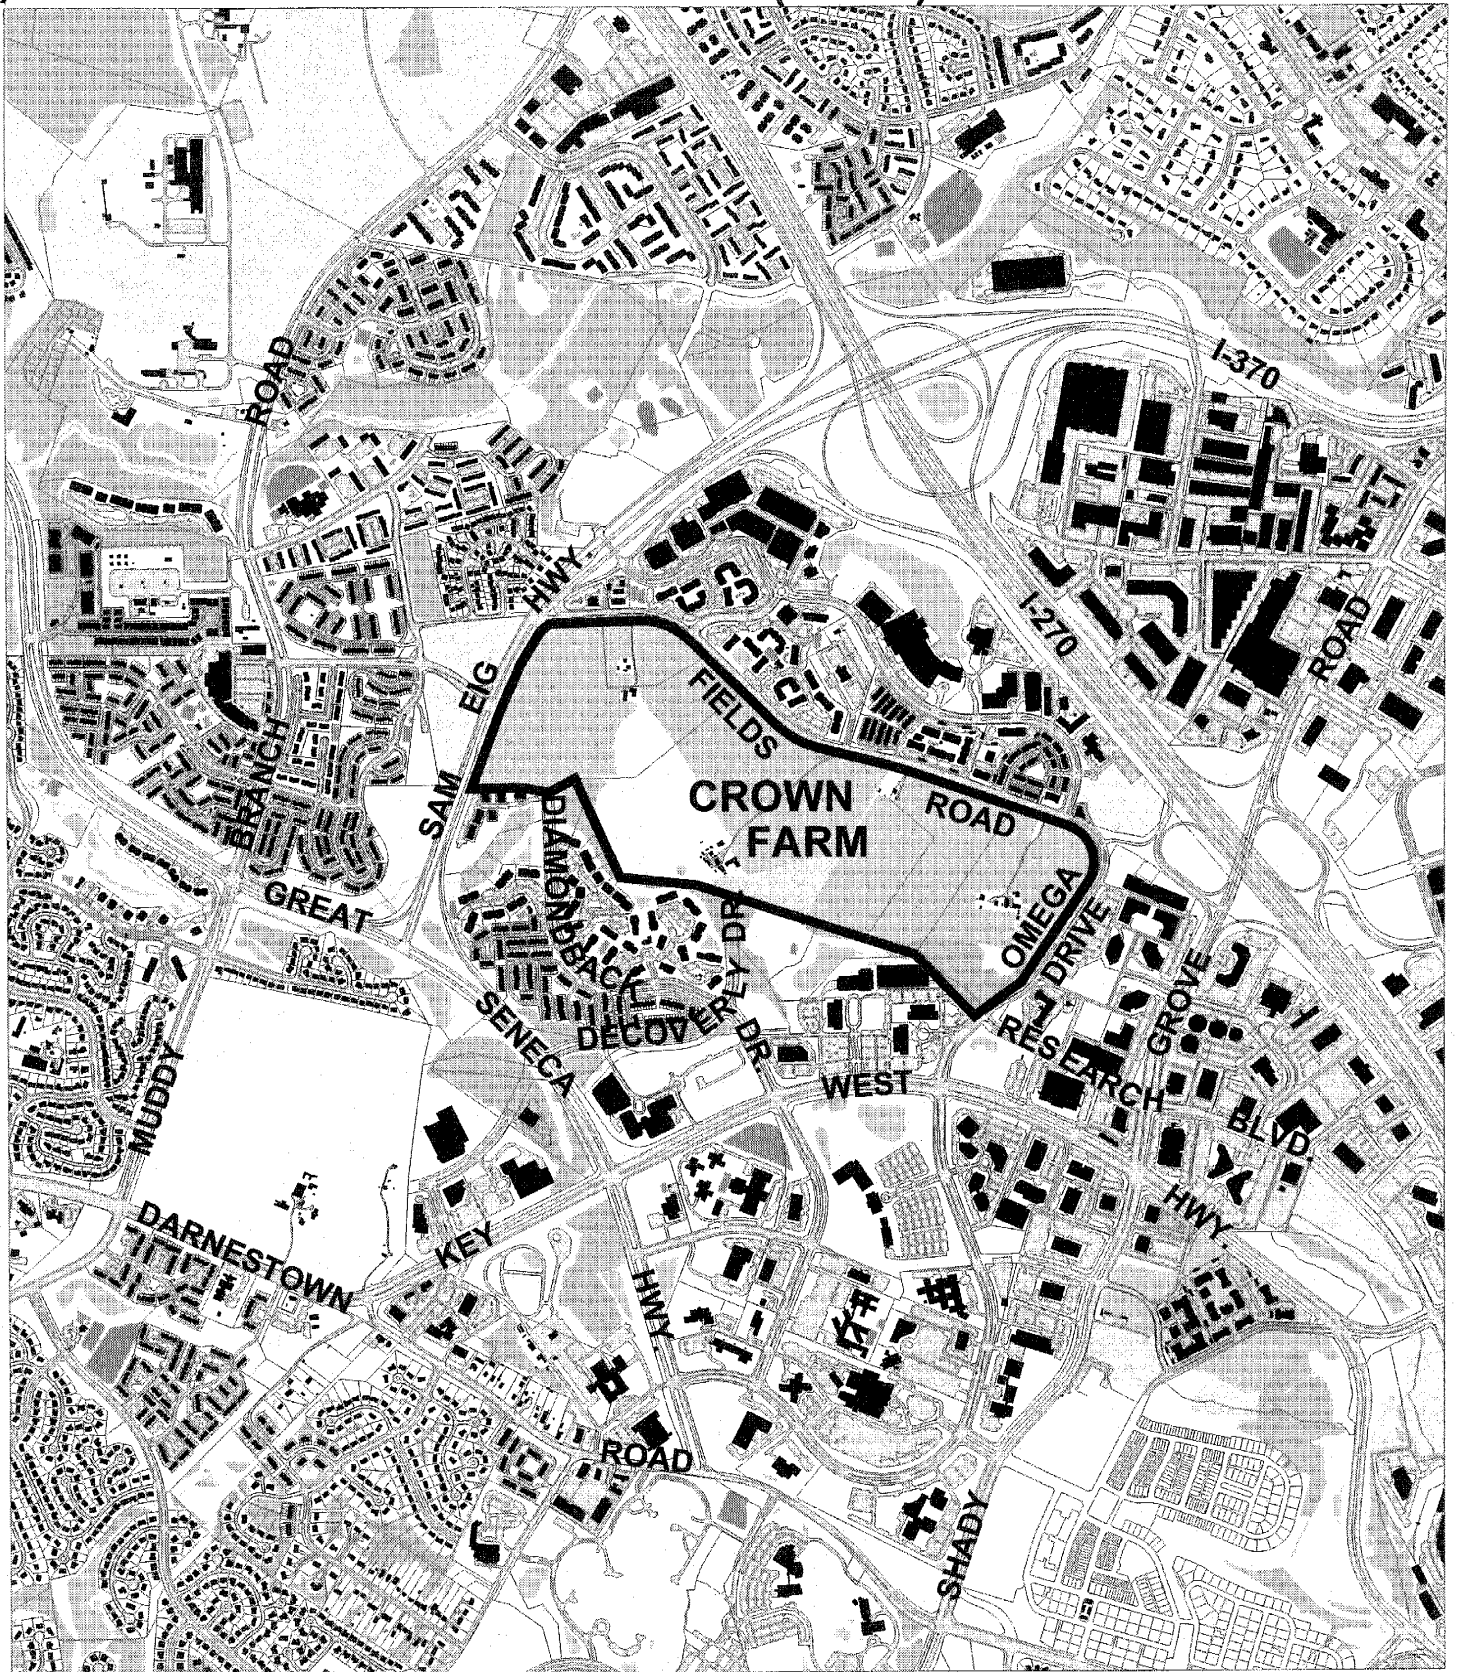 I-370
ROAD
HWY
EIG
SAM
I-270
ROAD
FIELDS
ROAD
CROWN
FARM
BRANCH
MUDDY
GREAT
SENECA
HWY.
DIAMONDBACK
DR.
DECOVERLY DR.
OMEGA
DRIVE
RESEARCH
BLVD.
GROVE
SHADY
KEY
WEST
HWY.
DARNESTOWN
ROAD